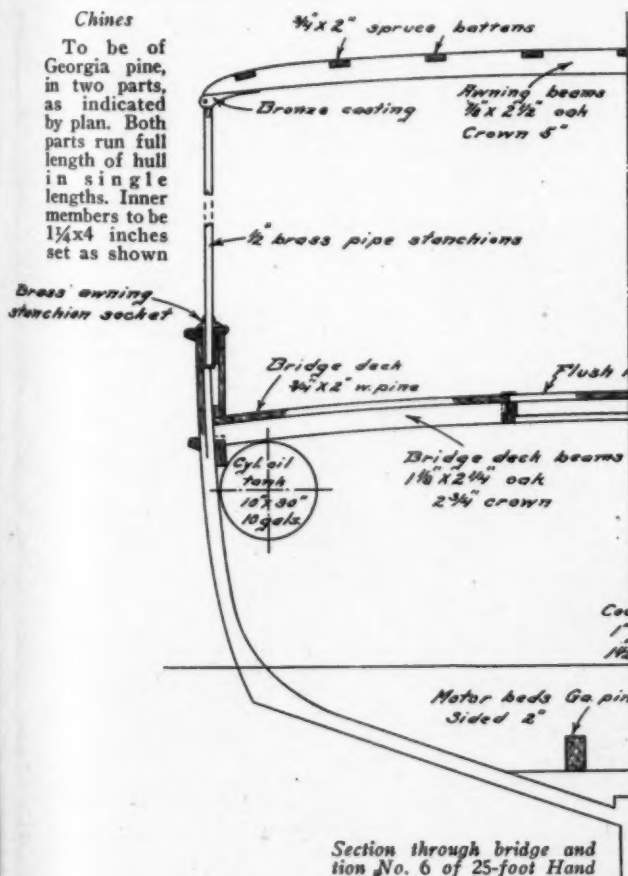 Chines
To be of
Georgia pine,
in two parts,
as indicated
by plan. Both
parts run full
length of hull
in single
lengths. Inner
members to be
1¼x4 inches
set as shown
¾"x 2" spruce battens
Bronze casting
Awning beams
⅞"x 2½" oak
Crown 5"
½" brass pipe stanchions
Brass awning
stanchion socket
Bridge deck
¾"x 2" w. pine
Flush
Cyl. oil
tank
10"x 30"
10 gals.
Bridge deck beams
1⅛"x 2¼" oak
2¾" crown
1"
Motor beds Ga. pin
Sided 2"
Section through bridge and
tion No. 6 of 25-foot Hand